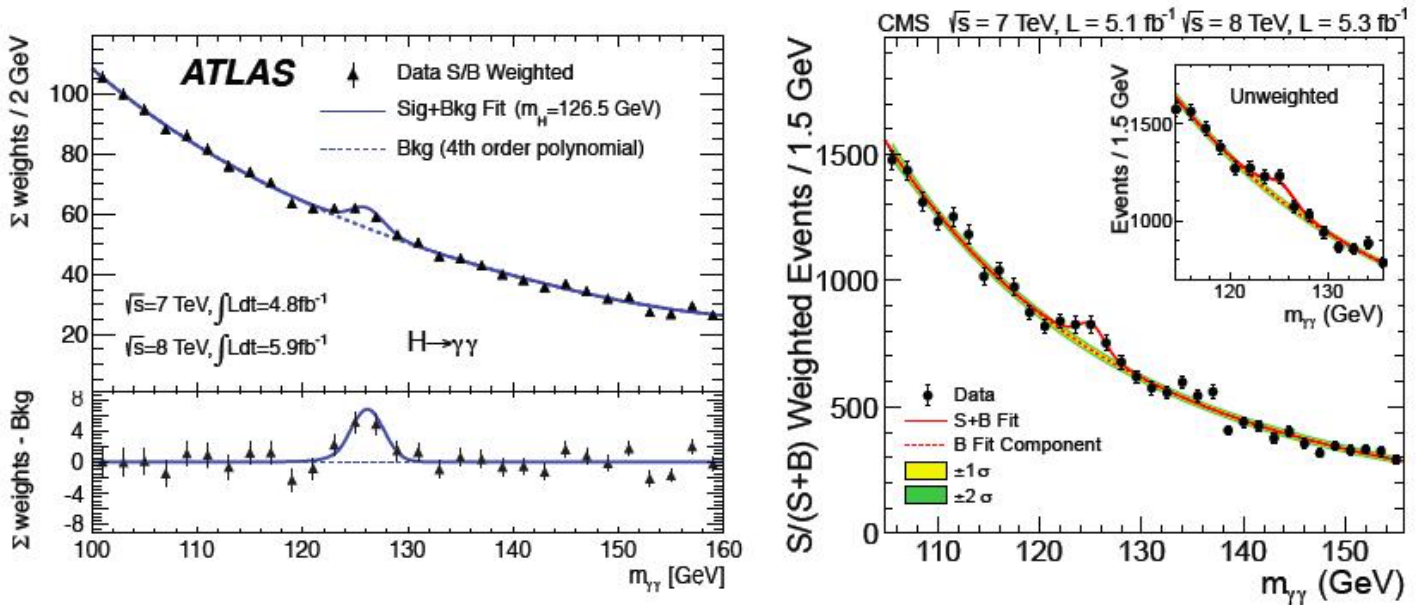 ATLAS
Data S/B Weighted
Sig+Bkg Fit (m_H=126.5 GeV)
Bkg (4th order polynomial)
Σ weights / 2 GeV
100
80
60
40
20
√s=7 TeV, ∫Ldt=4.8fb⁻¹
√s=8 TeV, ∫Ldt=5.9fb⁻¹
H→γγ
Σ weights - Bkg
8
4
0
-4
-8
100 110 120 130 140 150 160
m_γγ [GeV]
CMS √s = 7 TeV, L = 5.1 fb⁻¹ √s = 8 TeV, L = 5.3 fb⁻¹
S/(S+B) Weighted Events / 1.5 GeV
1500
1000
500
0
Unweighted
Events / 1.5 GeV
1500
1000
120 130
m_γγ (GeV)
Data
S+B Fit
B Fit Component
±1 σ
±2 σ
110 120 130 140 150
m_γγ (GeV)